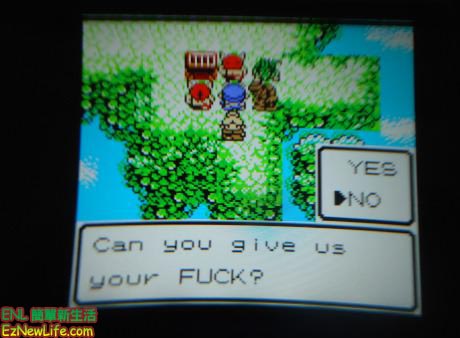 YES
▶NO
Can you give us
your FUCK?
ENL 簡單新生活
EzNewLife.com